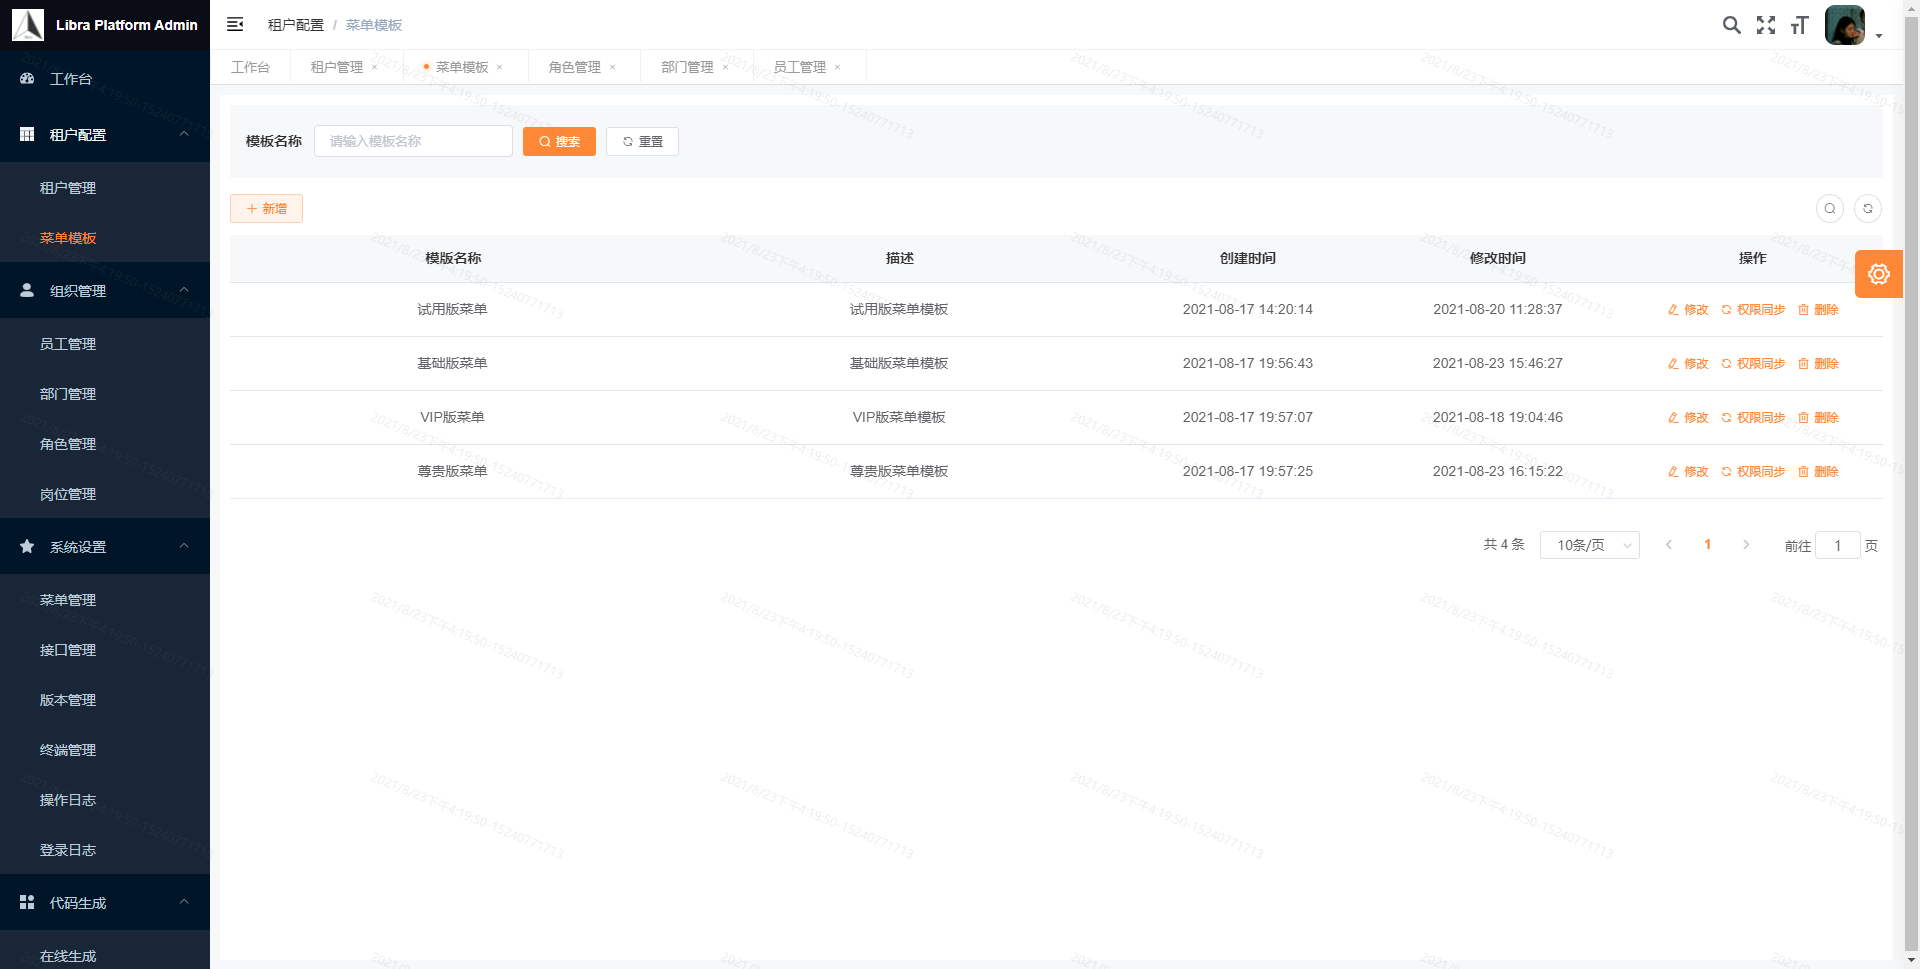 Libra Platform Admin
租户配置 / 菜单模板
工作台
租户管理 ×
菜单模板 ×
角色管理 ×
部门管理 ×
员工管理 ×
工作台
租户配置
租户管理
菜单模板
组织管理
员工管理
部门管理
角色管理
岗位管理
系统设置
菜单管理
接口管理
版本管理
终端管理
操作日志
登录日志
代码生成
在线生成
模板名称 请输入模板名称 搜索 重置
新增
模版名称 描述 创建时间 修改时间 操作
试用版菜单 试用版菜单模板 2021-08-17 14:20:14 2021-08-20 11:28:37 修改 权限同步 删除
基础版菜单 基础版菜单模板 2021-08-17 19:56:43 2021-08-23 15:46:27 修改 权限同步 删除
VIP版菜单 VIP版菜单模板 2021-08-17 19:57:07 2021-08-18 19:04:46 修改 权限同步 删除
尊贵版菜单 尊贵版菜单模板 2021-08-17 19:57:25 2021-08-23 16:15:22 修改 权限同步 删除
共 4 条 10条/页 1 前往 1 页
2021/8/23下午4:19:50-15240771713